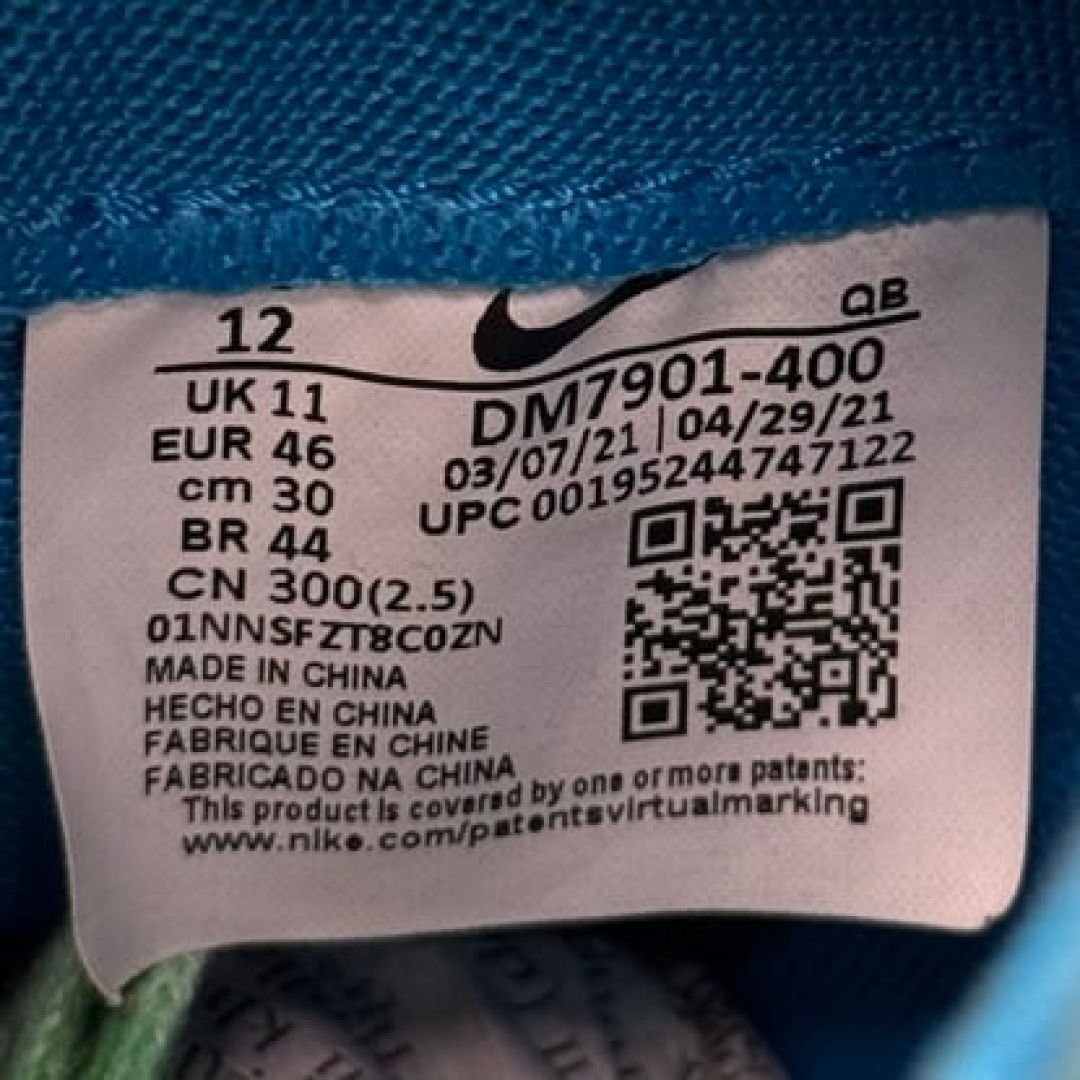 12
UK 11
EUR 46
cm 30
BR 44
CN 300(2.5)
01NNSFZT8C0ZN
MADE IN CHINA
HECHO EN CHINA
FABRIQUE EN CHINE
FABRICADO NA CHINA
QB
DM7901-400
03/07/21 | 04/29/21
UPC 00195244747122
This product is covered by one or more patents:
www.nike.com/patentsvirtualmarking